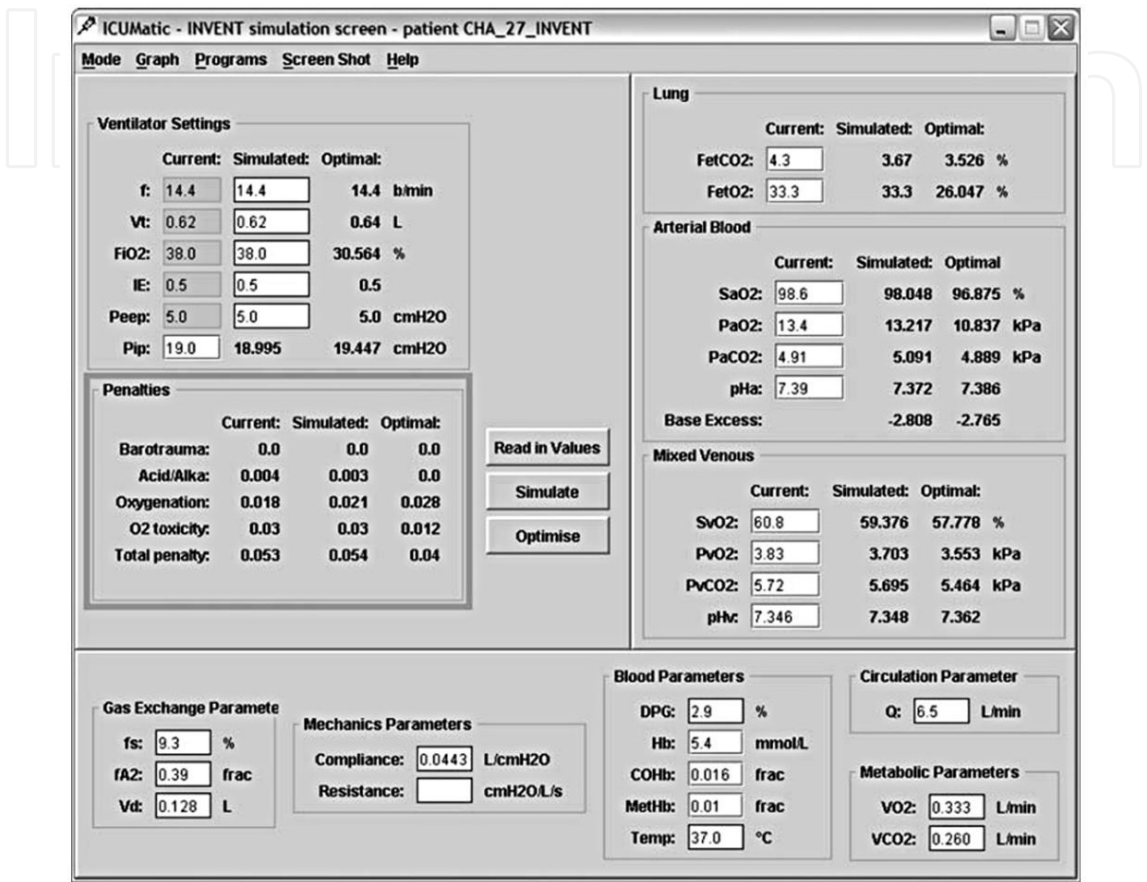 ICUMatic - INVENT simulation screen - patient CHA_27_INVENT
Mode Graph Programs Screen Shot Help
Ventilator Settings
Current: Simulated: Optimal:
f: 14.4 14.4 14.4 b/min
Vt: 0.62 0.62 0.64 L
FiO2: 38.0 38.0 30.564 %
IE: 0.5 0.5 0.5
Peep: 5.0 5.0 5.0 cmH2O
Pip: 19.0 18.995 19.447 cmH2O
Penalties
Current: Simulated: Optimal:
Barotrauma: 0.0 0.0 0.0
Acid/Alka: 0.004 0.003 0.0
Oxygenation: 0.018 0.021 0.028
O2 toxicity: 0.03 0.03 0.012
Total penalty: 0.053 0.054 0.04
Read in Values
Simulate
Optimise
Lung
Current: Simulated: Optimal:
FetCO2: 4.3 3.67 3.526 %
FetO2: 33.3 33.3 26.047 %
Arterial Blood
Current: Simulated: Optimal
SaO2: 98.6 98.048 96.875 %
PaO2: 13.4 13.217 10.837 kPa
PaCO2: 4.91 5.091 4.889 kPa
pHa: 7.39 7.372 7.386
Base Excess: -2.808 -2.765
Mixed Venous
Current: Simulated: Optimal:
SvO2: 60.8 59.376 57.778 %
PvO2: 3.83 3.703 3.553 kPa
PvCO2: 5.72 5.695 5.464 kPa
pHv: 7.346 7.348 7.362
Gas Exchange Paramete
fs: 9.3 %
fA2: 0.39 frac
Vd: 0.128 L
Mechanics Parameters
Compliance: 0.0443 L/cmH2O
Resistance: cmH2O/L/s
Blood Parameters
DPG: 2.9 %
Hb: 5.4 mmol/L
COHb: 0.016 frac
MetHb: 0.01 frac
Temp: 37.0 °C
Circulation Parameter
Q: 6.5 L/min
Metabolic Parameters
VO2: 0.333 L/min
VCO2: 0.260 L/min